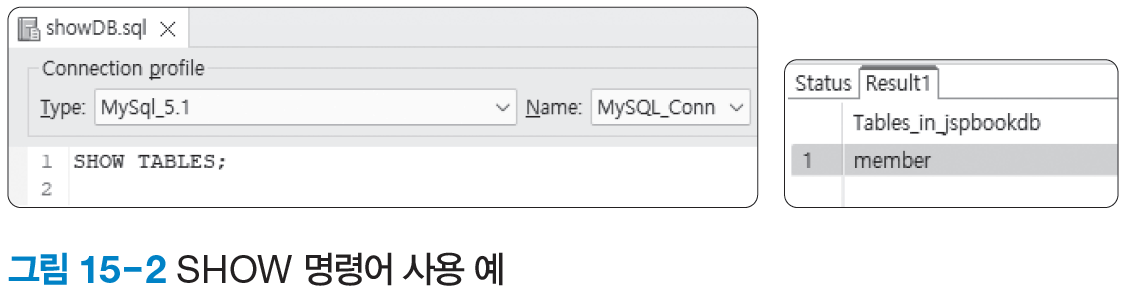 showDB.sql
Connection profile
Type: MySql_5.1 Name: MySQL_Conn
1 SHOW TABLES;
2
Status Result1
Tables_in_jspbookdb
1 member
그림 15-2 SHOW 명령어 사용 예